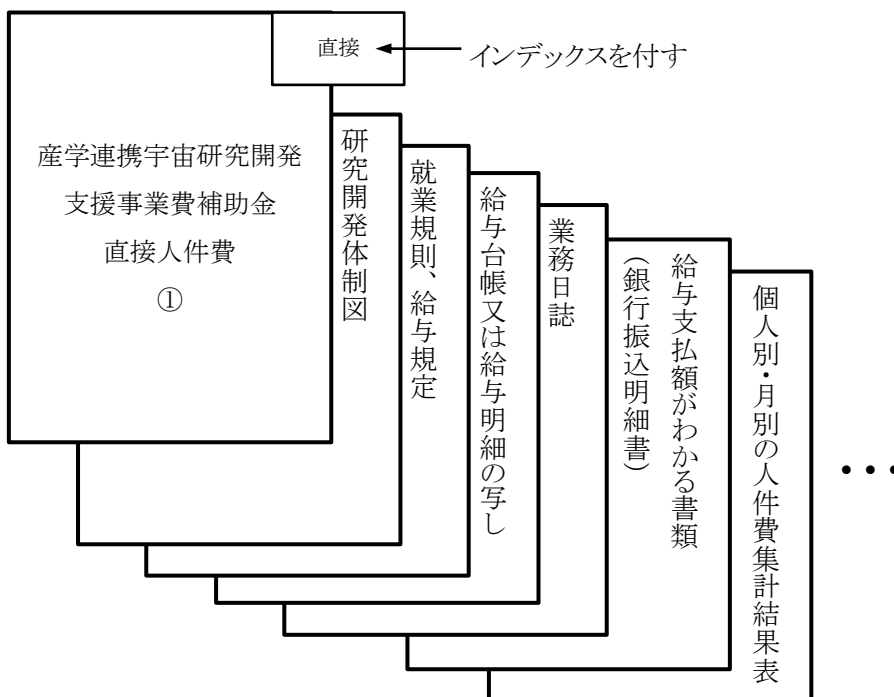 直接
インデックスを付す
産学連携宇宙研究開発
支援事業費補助金
直接人件費
①
研究開発体制図
就業規則、給与規定
給与台帳又は給与明細の写し
業務日誌
給与支払額がわかる書類
（銀行振込明細書）
個人別・月別の人件費集計結果表
・・・